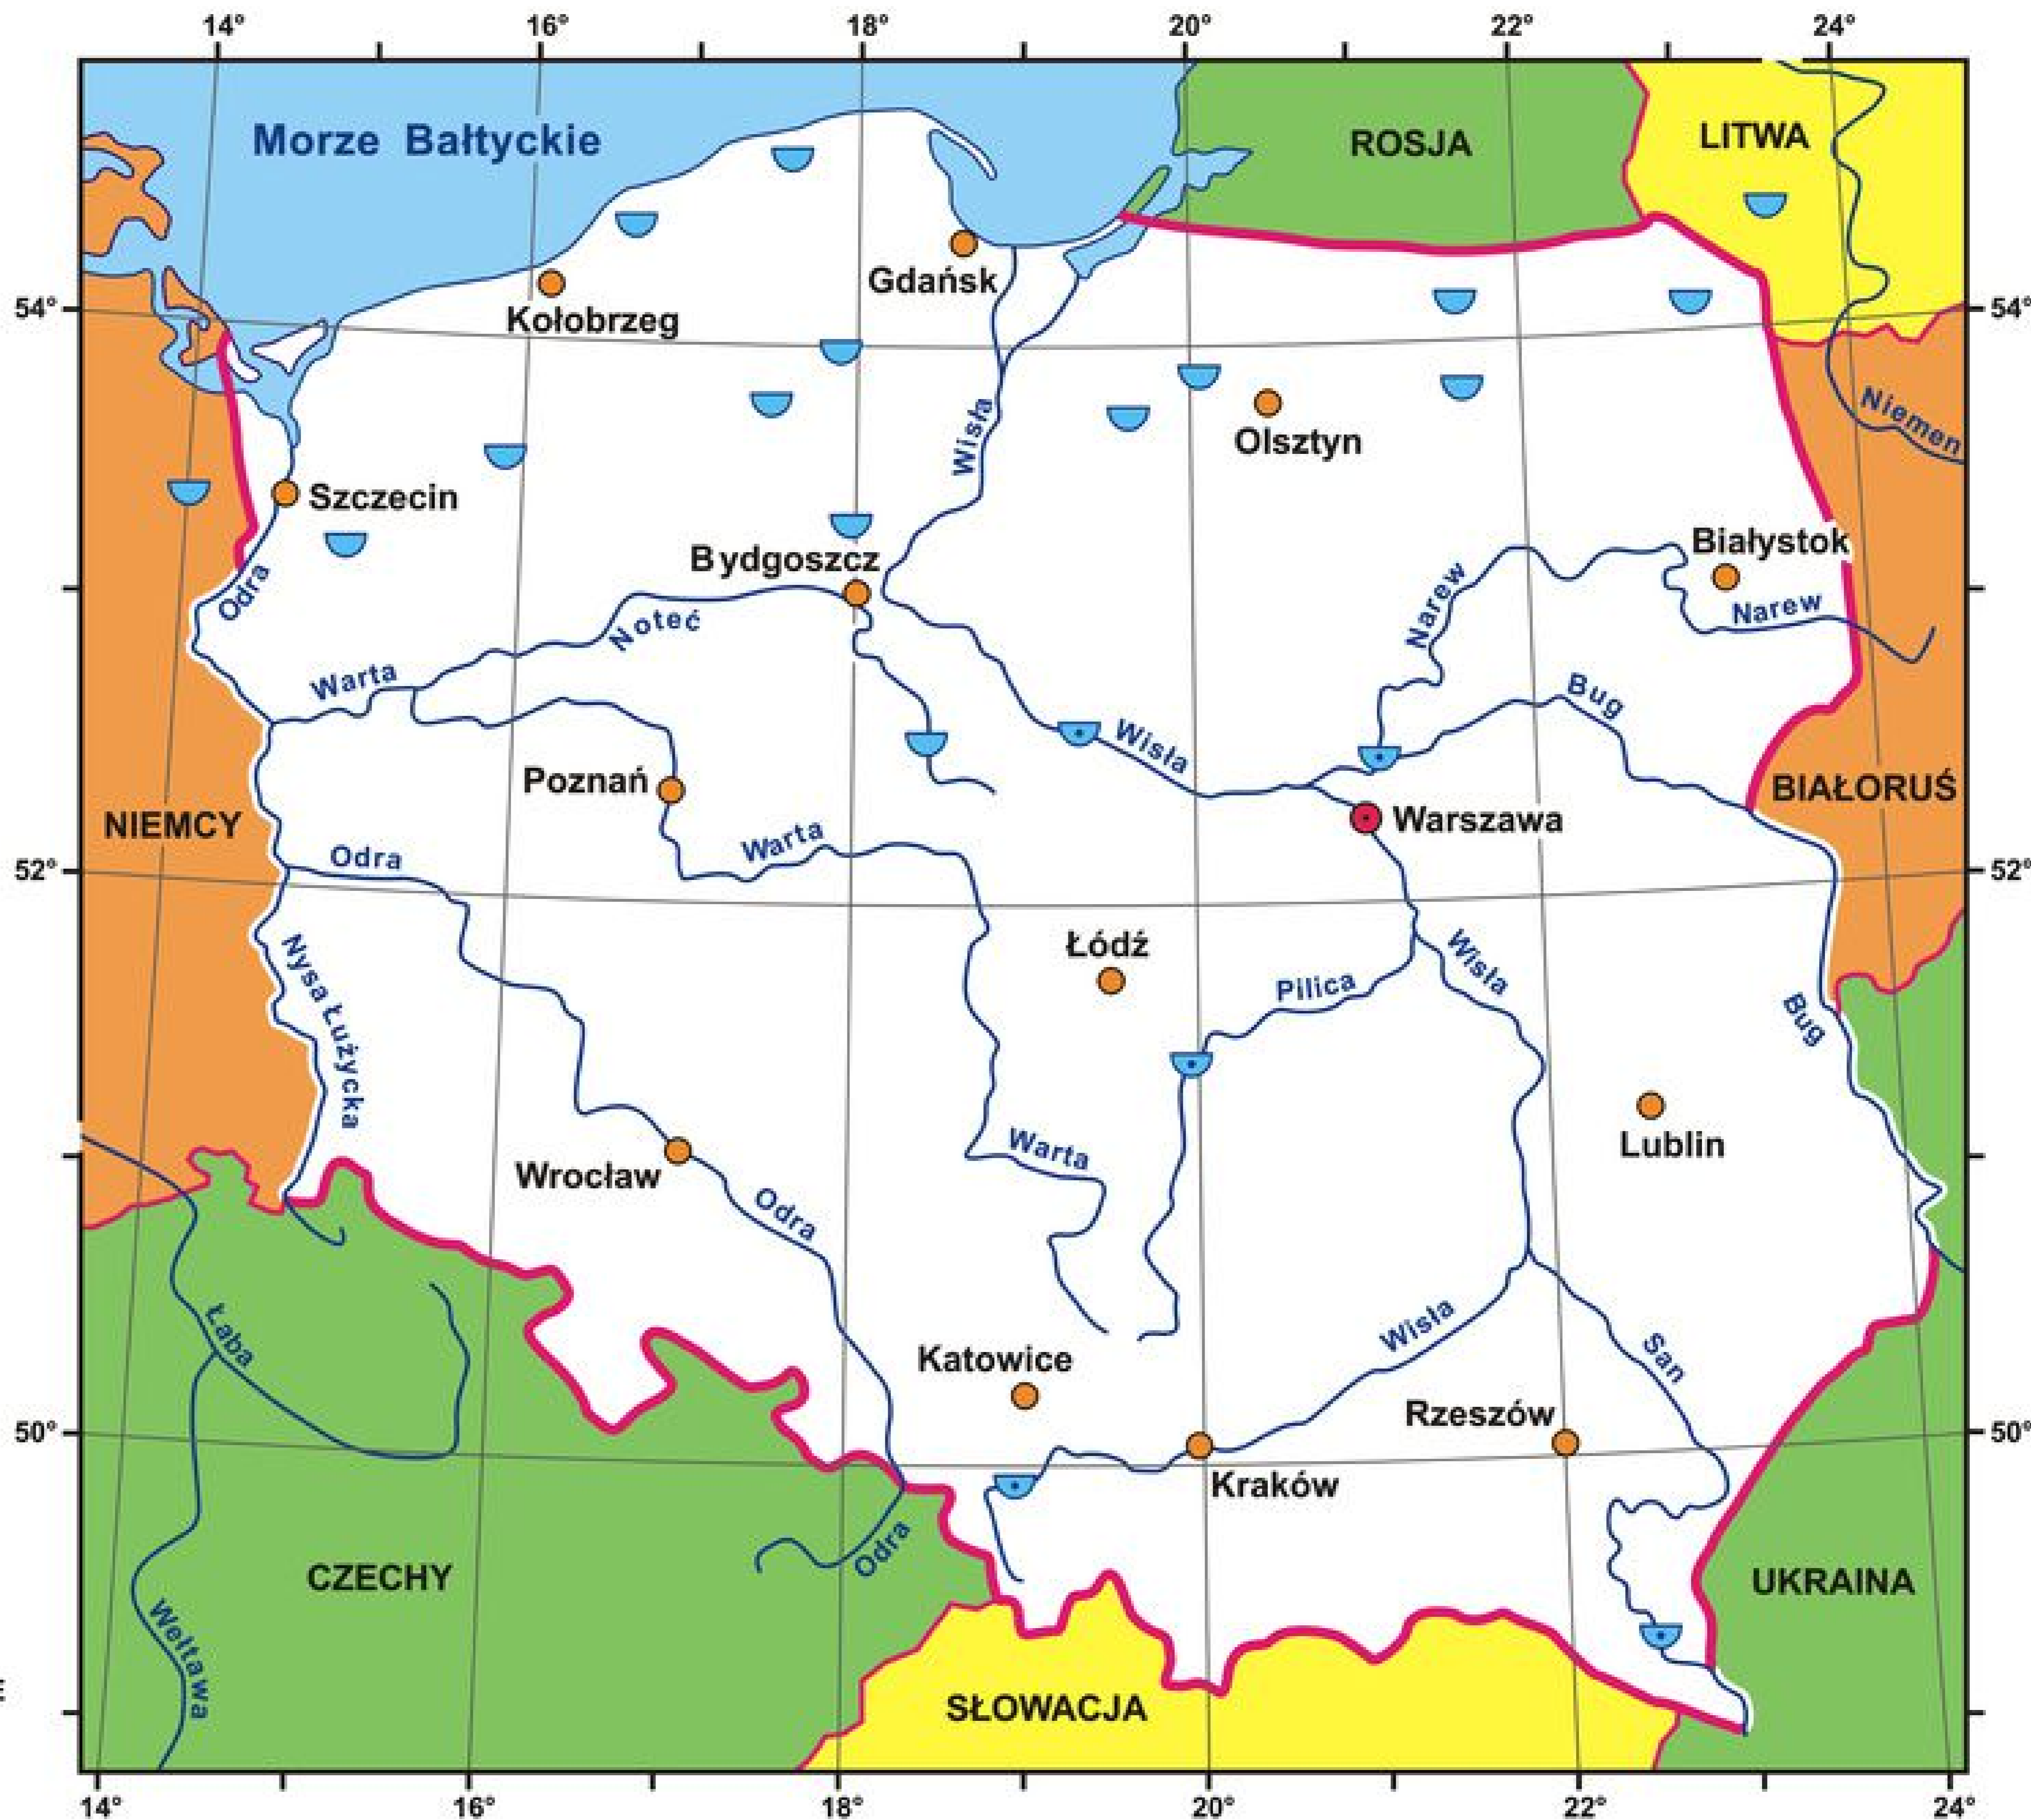 14° 16° 18° 20° 22° 24°
Morze Bałtyckie
ROSJA
LITWA
Gdańsk
54°
54°
Kołobrzeg
Niemen
Wisła
Olsztyn
Szczecin
Białystok
Bydgoszcz
Odra
Narew
Narew
Noteć
Warta
Bug
Wisła
Poznań
BIAŁORUŚ
NIEMCY
Warszawa
Warta
Odra
52°
52°
Łódź
Wisła
Nysa Łużycka
Pilica
Bug
Warta
Lublin
Wrocław
Odra
Łaba
Wisła
San
Katowice
Rzeszów
50°
50°
Kraków
Odra
CZECHY
UKRAINA
Wełtawa
SŁOWACJA
14° 16° 18° 20° 22° 24°